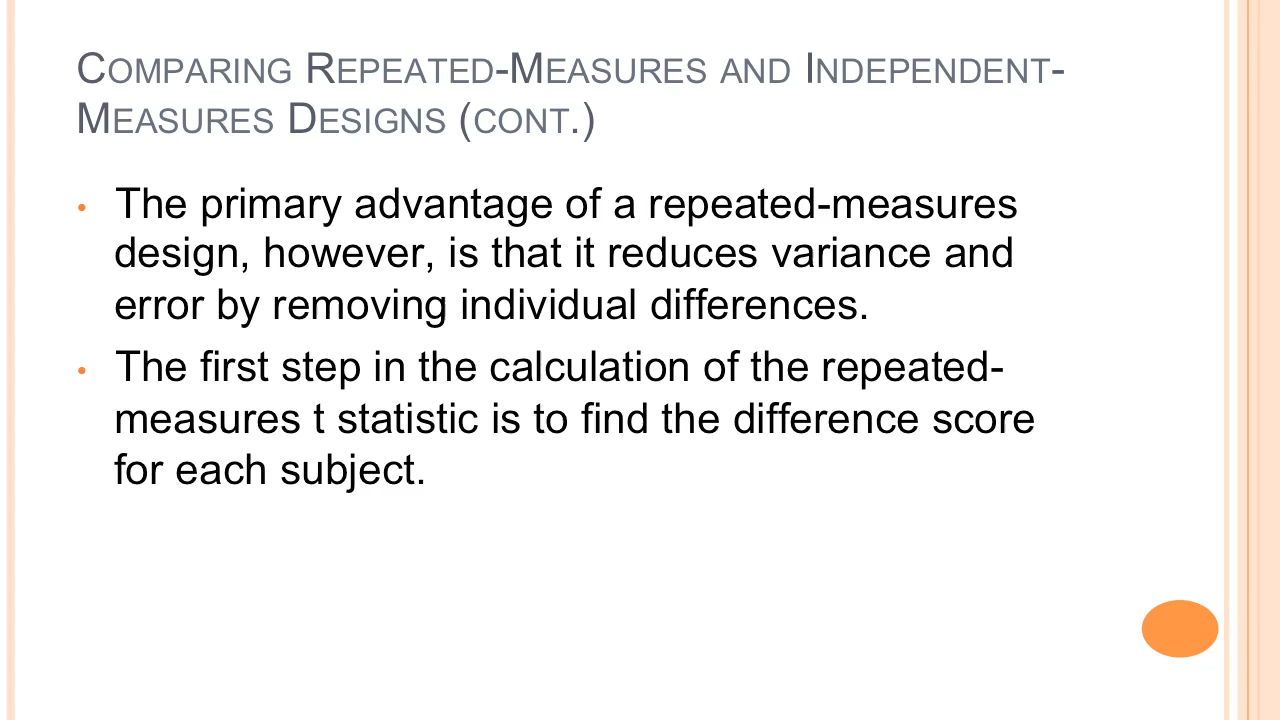 Comparing Repeated-Measures and Independent-
Measures Designs (cont.)
• The primary advantage of a repeated-measures
design, however, is that it reduces variance and
error by removing individual differences.
• The first step in the calculation of the repeated-
measures t statistic is to find the difference score
for each subject.